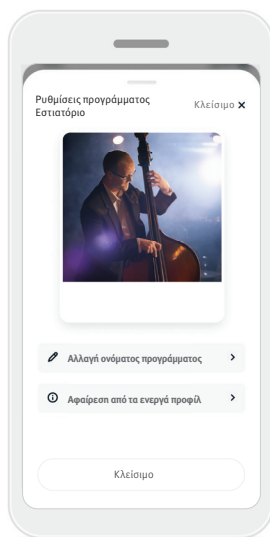 Ρυθμίσεις προγράμματος
Εστιατόριο
Κλείσιμο ×
Αλλαγή ονόματος προγράμματος
Αφαίρεση από τα ενεργά προφίλ
Κλείσιμο